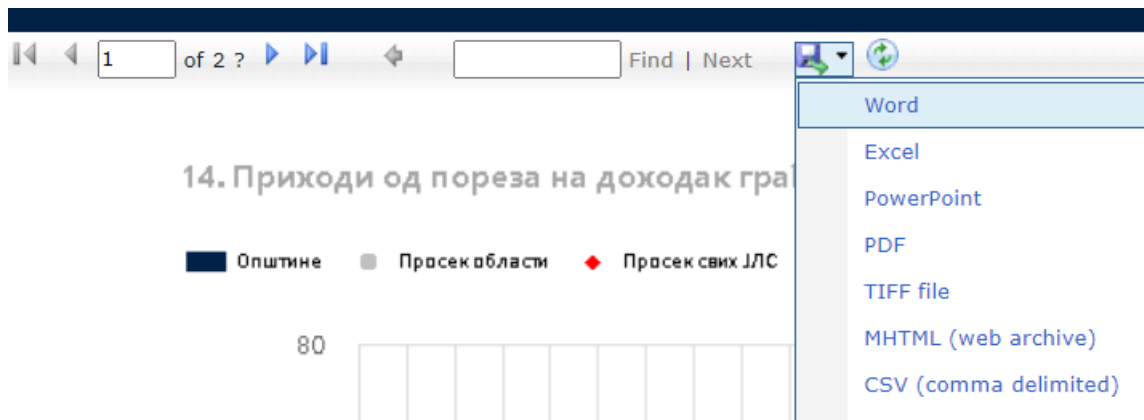 1 of 2 ? Find | Next
Word
Excel
PowerPoint
PDF
TIFF file
MHTML (web archive)
CSV (comma delimited)
14. Приходи од пореза на доходак
Општине Просек области Просек свих ЈЛС
80